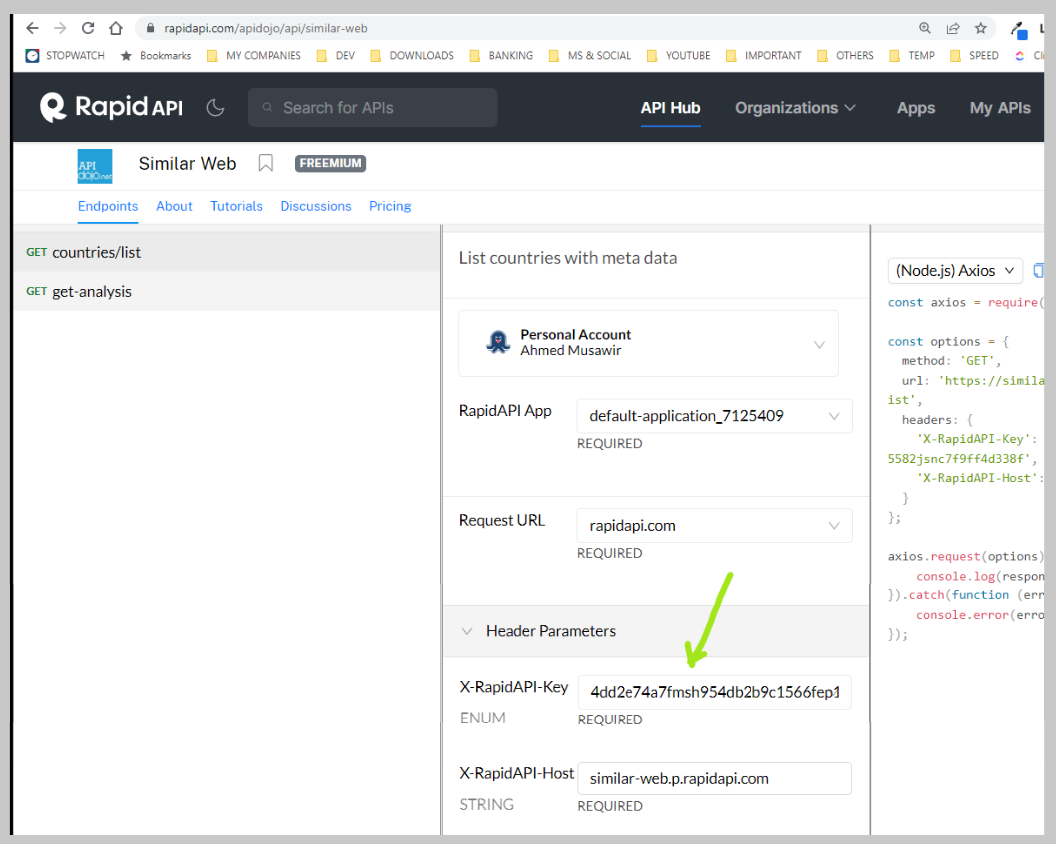 rapidapi.com/apidojo/api/similar-web
STOPWATCH Bookmarks MY COMPANIES DEV DOWNLOADS BANKING MS & SOCIAL YOUTUBE IMPORTANT OTHERS TEMP SPEED
Rapid API Search for APIs API Hub Organizations Apps My APIs
API
dojo.net
Similar Web FREEMIUM
Endpoints About Tutorials Discussions Pricing
GET countries/list
GET get-analysis
List countries with meta data
Personal Account
Ahmed Musawir
RapidAPI App default-application_7125409
REQUIRED
Request URL rapidapi.com
REQUIRED
Header Parameters
X-RapidAPI-Key 4dd2e74a7fmsh954db2b9c1566fep1
ENUM REQUIRED
X-RapidAPI-Host similar-web.p.rapidapi.com
STRING REQUIRED
(Node.js) Axios
const axios = require(
const options = {
method: 'GET',
url: 'https://simila
ist',
headers: {
'X-RapidAPI-Key':
5582jsnc7f9ff4d338f',
'X-RapidAPI-Host':
}
};
axios.request(options)
console.log(respon
}).catch(function (err
console.error(erro
});